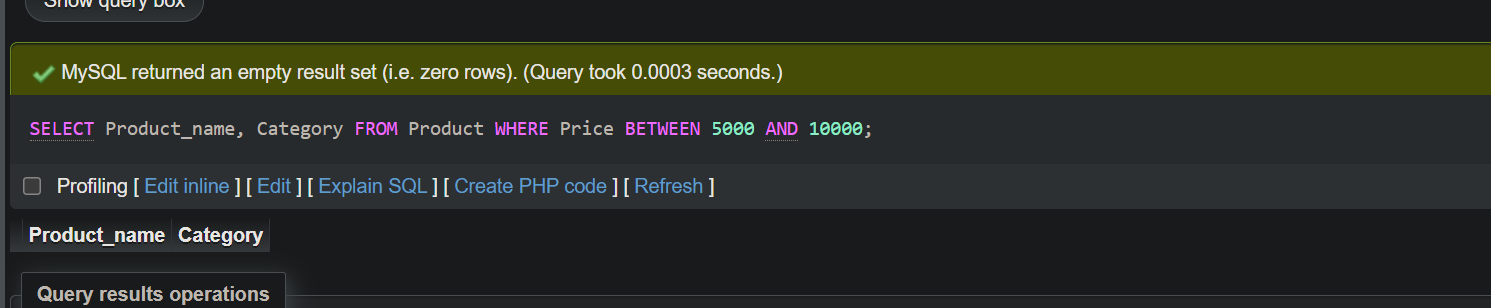 Show query box
MySQL returned an empty result set (i.e. zero rows). (Query took 0.0003 seconds.)
SELECT Product_name, Category FROM Product WHERE Price BETWEEN 5000 AND 10000;
Profiling [ Edit inline ] [ Edit ] [ Explain SQL ] [ Create PHP code ] [ Refresh ]
Product_name Category
Query results operations